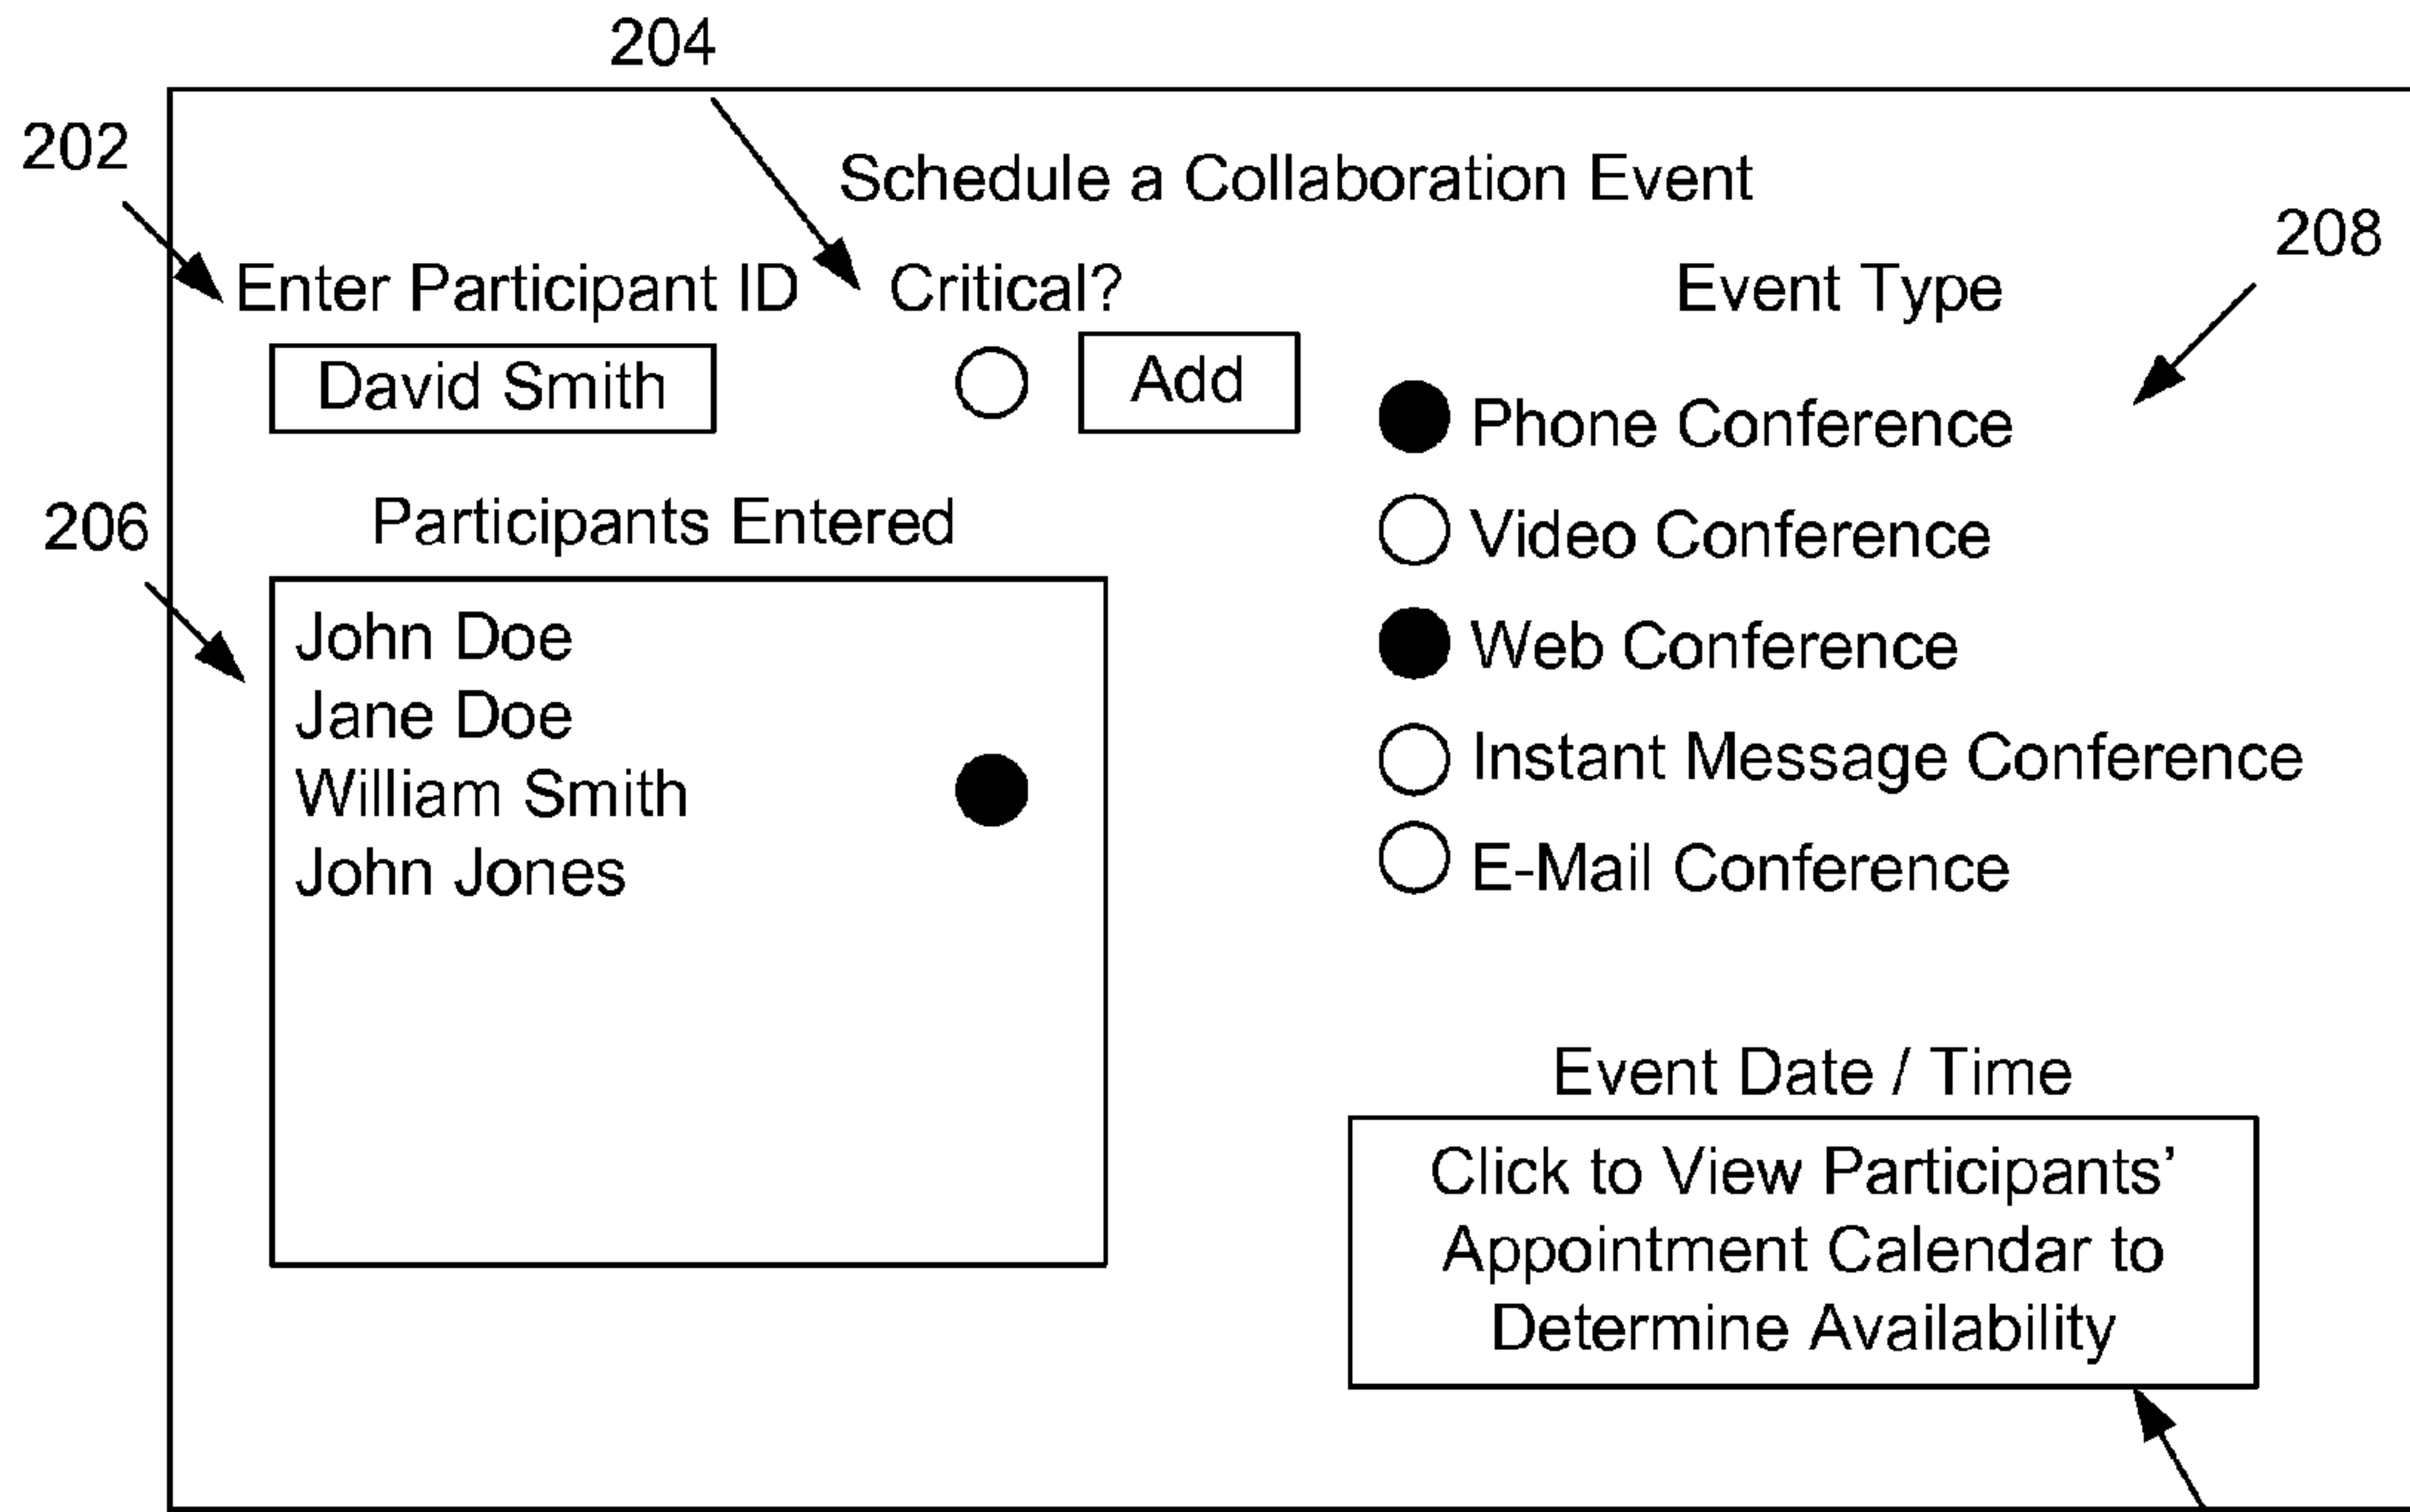 204
202
Schedule a Collaboration Event
208
Enter Participant ID
Critical?
Event Type
David Smith
Add
Phone Conference
206
Participants Entered
Video Conference
John Doe
Web Conference
Jane Doe
Instant Message Conference
William Smith
E-Mail Conference
John Jones
Event Date / Time
Click to View Participants’
Appointment Calendar to
Determine Availability